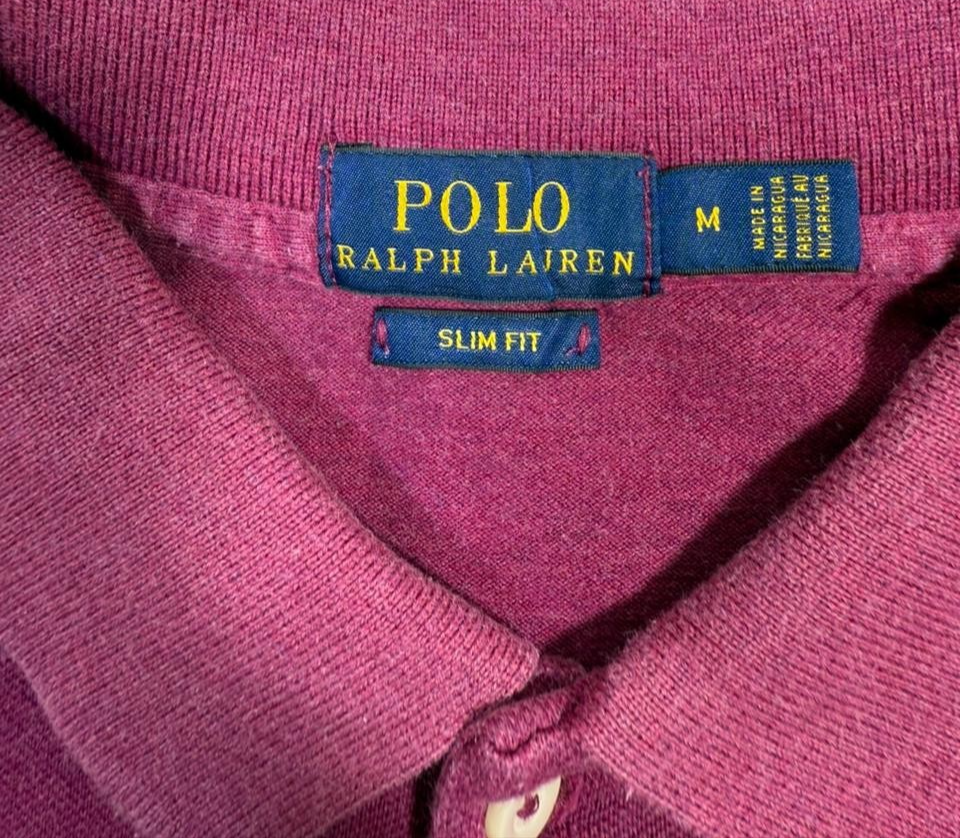 POLO
RALPH LAUREN
M
MADE IN
NICARAGUA
FABRIQUÉ AU
NICARAGUA
SLIM FIT